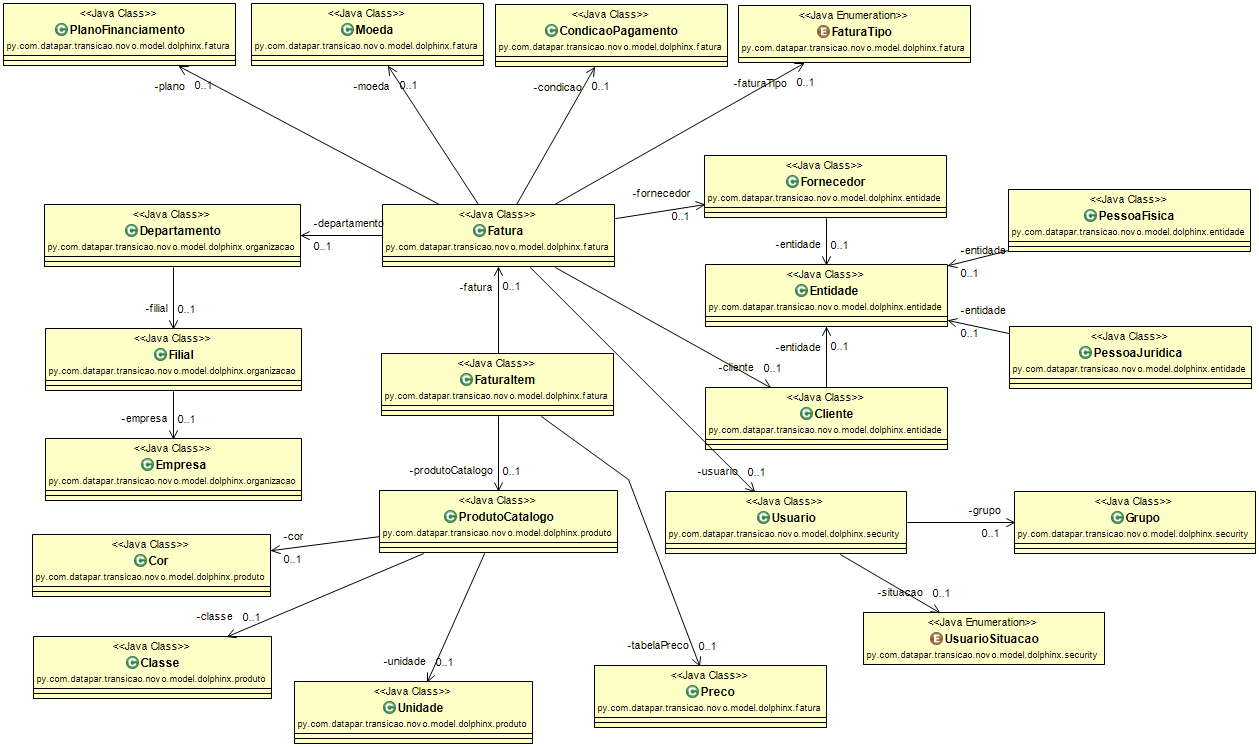 <<Java Class>>
PlanoFinanciamento
py.com.datapar.transicao.novo.model.dolphinx.fatura
<<Java Class>>
Moeda
py.com.datapar.transicao.novo.model.dolphinx.fatura
<<Java Class>>
CondicaoPagamento
py.com.datapar.transicao.novo.model.dolphinx.fatura
<<Java Enumeration>>
FaturaTipo
py.com.datapar.transicao.novo.model.dolphinx.fatura
-plano 0..1
-moeda 0..1
-condicao 0..1
-faturaTipo 0..1
<<Java Class>>
Fornecedor
py.com.datapar.transicao.novo.model.dolphinx.entidade
-fornecedor
0..1
<<Java Class>>
PessoaFisica
py.com.datapar.transicao.novo.model.dolphinx.entidade
<<Java Class>>
Departamento
py.com.datapar.transicao.novo.model.dolphinx.organizacao
-departamento
0..1
<<Java Class>>
Fatura
py.com.datapar.transicao.novo.model.dolphinx.fatura
-entidade 0..1
-entidade
0..1
<<Java Class>>
Entidade
py.com.datapar.transicao.novo.model.dolphinx.entidade
-fatura 0..1
-filial 0..1
-entidade
0..1
<<Java Class>>
Filial
py.com.datapar.transicao.novo.model.dolphinx.organizacao
<<Java Class>>
PessoaJuridica
py.com.datapar.transicao.novo.model.dolphinx.entidade
-entidade 0..1
<<Java Class>>
FaturaItem
py.com.datapar.transicao.novo.model.dolphinx.fatura
-cliente 0..1
<<Java Class>>
Cliente
py.com.datapar.transicao.novo.model.dolphinx.entidade
-empresa 0..1
<<Java Class>>
Empresa
py.com.datapar.transicao.novo.model.dolphinx.organizacao
-produtoCatalogo 0..1
-usuario 0..1
<<Java Class>>
ProdutoCatalogo
py.com.datapar.transicao.novo.model.dolphinx.produto
<<Java Class>>
Usuario
py.com.datapar.transicao.novo.model.dolphinx.security
-grupo
0..1
<<Java Class>>
Grupo
py.com.datapar.transicao.novo.model.dolphinx.security
-cor
0..1
<<Java Class>>
Cor
py.com.datapar.transicao.novo.model.dolphinx.produto
-situacao 0..1
-classe 0..1
<<Java Enumeration>>
UsuarioSituacao
py.com.datapar.transicao.novo.model.dolphinx.security
<<Java Class>>
Classe
py.com.datapar.transicao.novo.model.dolphinx.produto
-unidade 0..1
-tabelaPreco 0..1
<<Java Class>>
Unidade
py.com.datapar.transicao.novo.model.dolphinx.produto
<<Java Class>>
Preco
py.com.datapar.transicao.novo.model.dolphinx.fatura